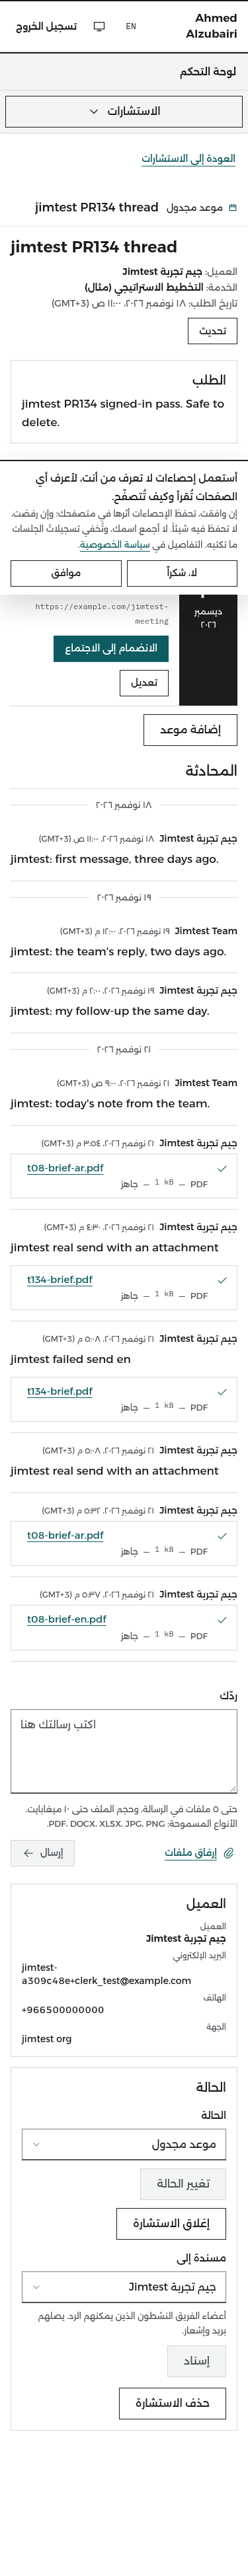 Ahmed
Alzubairi
EN
تسجيل الخروج
لوحة التحكم
الاستشارات
العودة إلى الاستشارات
موعد مجدول
jimtest PR134 thread
jimtest PR134 thread
العميل: جيم تجربة Jimtest
الخدمة: التخطيط الاستراتيجي (مثال)
تاريخ الطلب: ١٨ نوفمبر ٢٠٢٦، ١١:٠٠ ص (GMT+3)
تحديث
الطلب
jimtest PR134 signed-in pass. Safe to
delete.
أستعمل إحصاءات لا تعرف من أنت، لأعرف أي
الصفحات تُقرأ وكيف تُتصفّح.
إن وافقت، تحفظ الإحصاءات أثرها في متصفحك؛ وإن رفضت،
لا تحفظ فيه شيئاً. لا أجمع اسمك، وتُخفي تسجيلاتُ الجلسات
ما تكتبه. التفاصيل في سياسة الخصوصية.
لا، شكراً
موافق
ديسمبر
٢٠٢٦
https://example.com/jimtest-
meeting
الانضمام إلى الاجتماع
تعديل
إضافة موعد
المحادثة
١٨ نوفمبر ٢٠٢٦
جيم تجربة Jimtest ١٨ نوفمبر ٢٠٢٦، ١١:٠٠ ص (GMT+3)
jimtest: first message, three days ago.
١٩ نوفمبر ٢٠٢٦
Jimtest Team ١٩ نوفمبر ٢٠٢٦، ١٢:٠٠ م (GMT+3)
jimtest: the team's reply, two days ago.
جيم تجربة Jimtest ١٩ نوفمبر ٢٠٢٦، ٢:٠٠ م (GMT+3)
jimtest: my follow-up the same day.
٢١ نوفمبر ٢٠٢٦
Jimtest Team ٢١ نوفمبر ٢٠٢٦، ٩:٠٠ ص (GMT+3)
jimtest: today's note from the team.
جيم تجربة Jimtest ٢١ نوفمبر ٢٠٢٦، ٣:٥٤ م (GMT+3)
t08-brief-ar.pdf
PDF — 1 kB — جاهز
جيم تجربة Jimtest ٢١ نوفمبر ٢٠٢٦، ٤:٣٠ م (GMT+3)
jimtest real send with an attachment
t134-brief.pdf
PDF — 1 kB — جاهز
جيم تجربة Jimtest ٢١ نوفمبر ٢٠٢٦، ٥:٠٨ م (GMT+3)
jimtest failed send en
t134-brief.pdf
PDF — 1 kB — جاهز
جيم تجربة Jimtest ٢١ نوفمبر ٢٠٢٦، ٥:٠٨ م (GMT+3)
jimtest real send with an attachment
جيم تجربة Jimtest ٢١ نوفمبر ٢٠٢٦، ٥:٣٢ م (GMT+3)
t08-brief-ar.pdf
PDF — 1 kB — جاهز
جيم تجربة Jimtest ٢١ نوفمبر ٢٠٢٦، ٥:٣٧ م (GMT+3)
t08-brief-en.pdf
PDF — 1 kB — جاهز
ردّك
اكتب رسالتك هنا
حتى ٥ ملفات في الرسالة، وحجم الملف حتى ١٠ ميغابايت.
الأنواع المسموحة: PDF، DOCX، XLSX، JPG، PNG.
إرفاق ملفات
إرسال
العميل
العميل
جيم تجربة Jimtest
البريد الإلكتروني
jimtest-
a309c48e+clerk_test@example.com
الهاتف
+966500000000
الجهة
jimtest org
الحالة
الحالة
موعد مجدول
تغيير الحالة
إغلاق الاستشارة
مسندة إلى
جيم تجربة Jimtest
أعضاء الفريق النشطون الذين يمكنهم الرد. يصلهم
بريد وإشعار.
إسناد
حذف الاستشارة